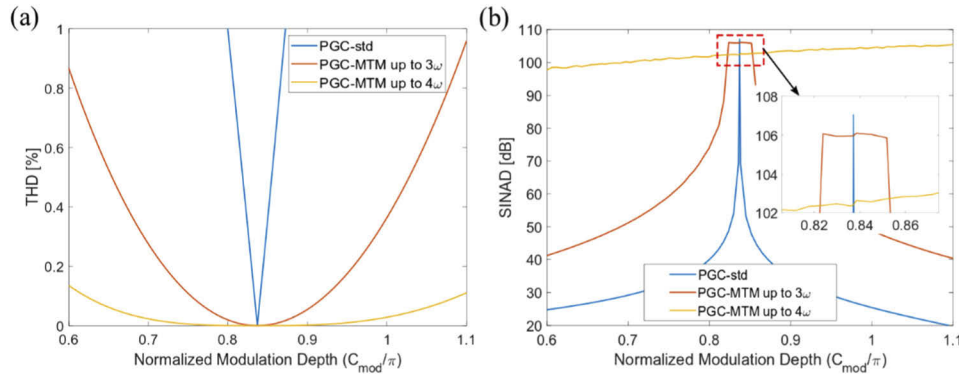 (a)
1
0.8
0.6
0.4
0.2
0
THD [%]
0.6
0.7
0.8
0.9
1
1.1
Normalized Modulation Depth (C_mod/π)
PGC-std
PGC-MTM up to 3ω
PGC-MTM up to 4ω
(b)
110
100
90
80
70
60
50
40
30
20
SINAD [dB]
0.6
0.7
0.8
0.9
1
1.1
Normalized Modulation Depth (C_mod/π)
108
106
104
102
0.82
0.84
0.86
PGC-std
PGC-MTM up to 3ω
PGC-MTM up to 4ω